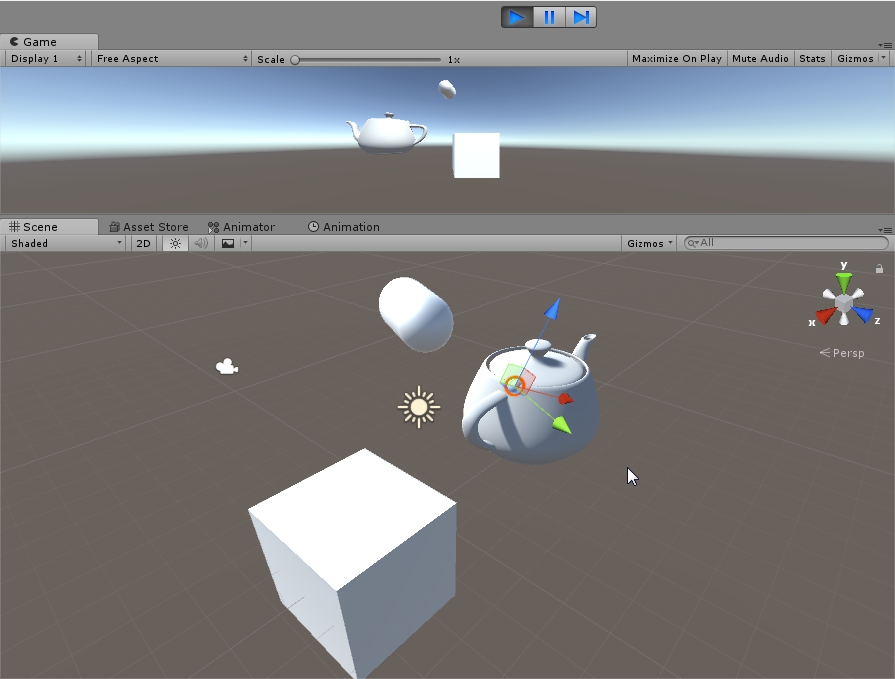 Game
Display 1 Free Aspect Scale 1x Maximize On Play Mute Audio Stats Gizmos
Scene Asset Store Animator Animation
Shaded 2D Gizmos All
y
x z
Persp